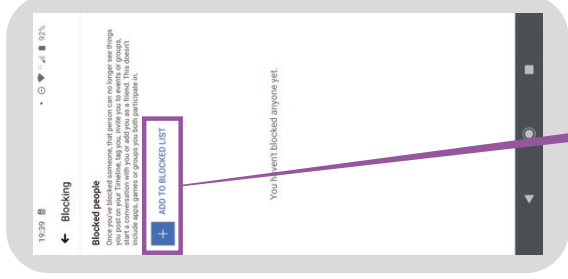 19:39
92%
Blocking
Blocked people
Once you've blocked someone, that person can no longer see things
you post on your Timeline, tag you, invite you to events or groups,
start a conversation with you or add you as a friend. This doesn't
include apps, games or groups you both participate in.
ADD TO BLOCKED LIST
You haven't blocked anyone yet.